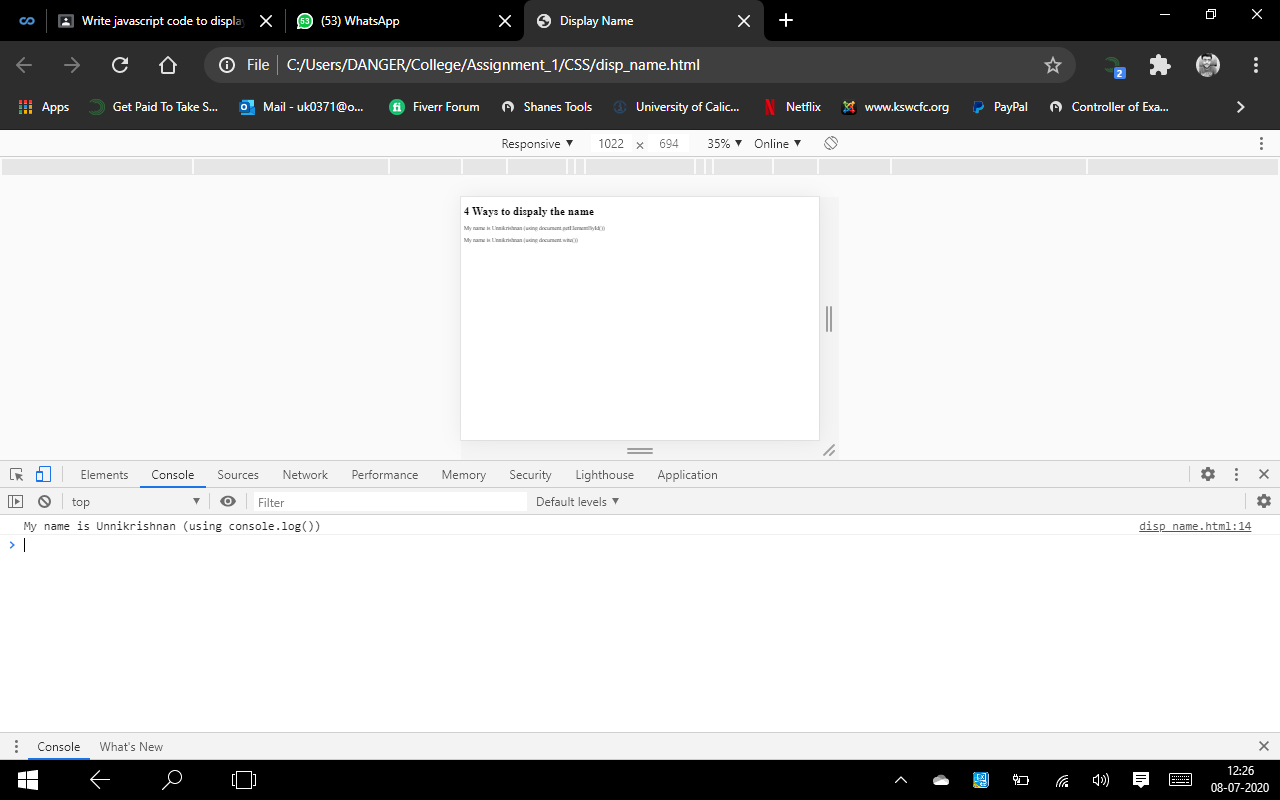 Write javascript code to displa
53
(53) WhatsApp
Display Name
File
C:/Users/DANGER/College/Assignment_1/CSS/disp_name.html
2
Apps
Get Paid To Take S...
Mail - uk0371@o...
Fiverr Forum
Shanes Tools
University of Calic...
Netflix
www.kswcfc.org
PayPal
Controller of Exa...
Responsive ▼ 1022 × 694 35% ▼ Online ▼
4 Ways to dispaly the name
My name is Unnikrishnan (using document.getElementById())
My name is Unnikrishnan (using document.write())
Elements Console Sources Network Performance Memory Security Lighthouse Application
top Filter Default levels ▼
My name is Unnikrishnan (using console.log()) disp_name.html:14
Console What's New
12:26
08-07-2020